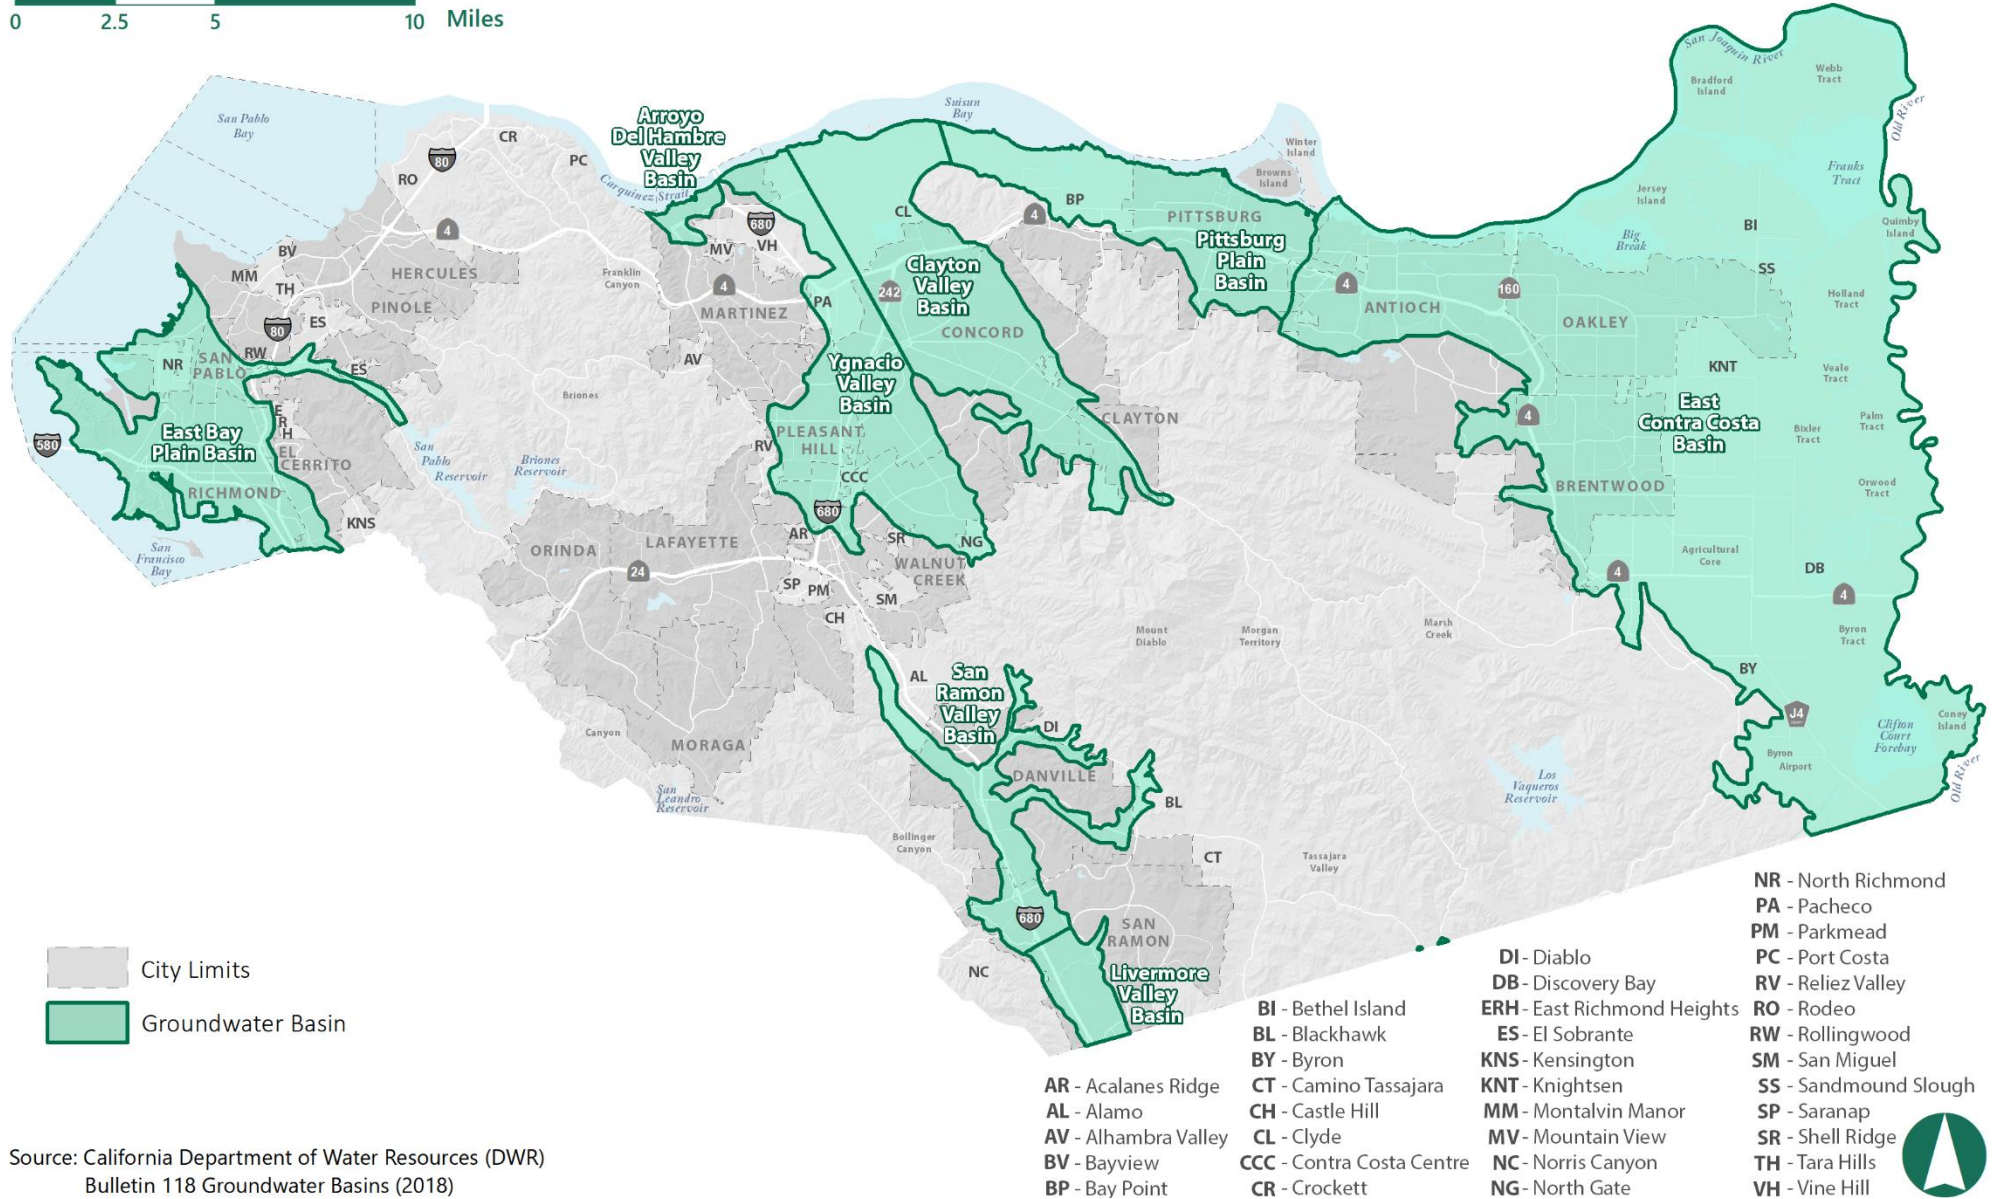 0 2.5 5 10 Miles
San Pablo
Bay
80
CR
PC
RO
4
BV
MM
TH
HERCULES
PINOLE
80
ES
RW
ES
NR
SAN
PABLO
E
R
H
EL
CERRITO
580
East Bay
Plain Basin
RICHMOND
KNS
San
Francisco
Bay
San
Pablo
Reservoir
Briones
Reservoir
Briones
Franklin
Canyon
Carquinez Strait
Arroyo
Del Hambre
Valley
Basin
680
MV
VH
4
MARTINEZ
AV
PA
Suisun
Bay
CL
242
Clayton
Valley
Basin
CONCORD
Ygnacio
Valley
Basin
PLEASANT
HILL
RV
CCC
680
AR
SR
NG
WALNUT
CREEK
ORINDA
LAFAYETTE
24
SP
PM
SM
CH
CLAYTON
4
BP
PITTSBURG
Pittsburg
Plain
Basin
Winter
Island
Browns
Island
4
ANTIOCH
160
OAKLEY
San Joaquin River
Bradford
Island
Webb
Tract
Old River
Franks
Tract
Jersey
Island
Big
Break
BI
Quimby
Island
SS
Holland
Tract
KNT
Veale
Tract
East
Contra Costa
Basin
Palm
Tract
Bixler
Tract
4
BRENTWOOD
Orwood
Tract
Agricultural
Core
DB
4
4
Byron
Tract
BY
J4
Clifton
Court
Forebay
Coney
Island
Old River
Byron
Airport
Los
Vaqueros
Reservoir
Mount
Diablo
Morgan
Territory
Marsh
Creek
AL
San
Ramon
Valley
Basin
DI
DANVILLE
BL
MORAGA
Canyon
San
Leandro
Reservoir
Bollinger
Canyon
CT
Tassajara
Valley
680
SAN
RAMON
NC
Livermore
Valley
Basin
City Limits
Groundwater Basin
AR - Acalanes Ridge
AL - Alamo
AV - Alhambra Valley
BV - Bayview
BP - Bay Point
BI - Bethel Island
BL - Blackhawk
BY - Byron
CT - Camino Tassajara
CH - Castle Hill
CL - Clyde
CCC - Contra Costa Centre
CR - Crockett
DI - Diablo
DB - Discovery Bay
ERH - East Richmond Heights
ES - El Sobrante
KNS - Kensington
KNT - Knightsen
MM - Montalvin Manor
MV - Mountain View
NC - Norris Canyon
NG - North Gate
NR - North Richmond
PA - Pacheco
PM - Parkmead
PC - Port Costa
RV - Reliez Valley
RO - Rodeo
RW - Rollingwood
SM - San Miguel
SS - Sandmound Slough
SP - Saranap
SR - Shell Ridge
TH - Tara Hills
VH - Vine Hill
Source: California Department of Water Resources (DWR)
Bulletin 118 Groundwater Basins (2018)